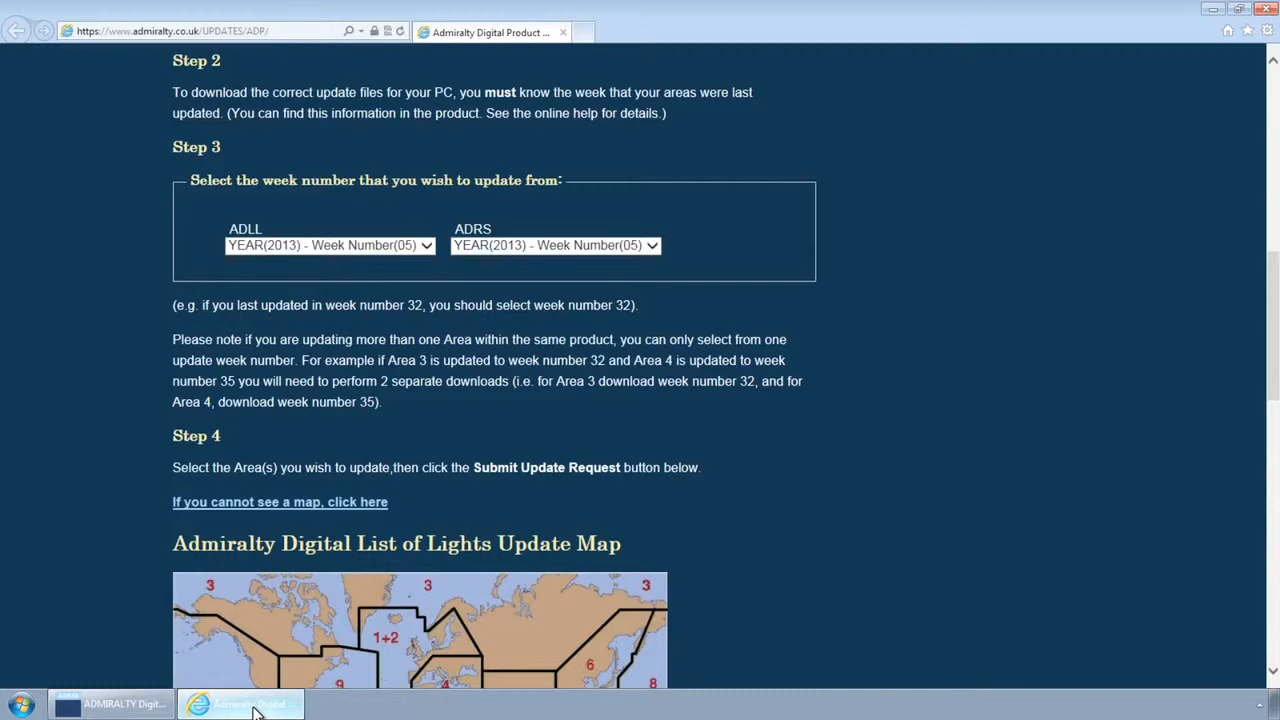 https://www.admiralty.co.uk/UPDATES/ADP/
Admiralty Digital Product ...
Step 2
To download the correct update files for your PC, you must know the week that your areas were last
updated. (You can find this information in the product. See the online help for details.)
Step 3
Select the week number that you wish to update from:
ADLL ADRS
YEAR(2013) - Week Number(05) YEAR(2013) - Week Number(05)
(e.g. if you last updated in week number 32, you should select week number 32).
Please note if you are updating more than one Area within the same product, you can only select from one
update week number. For example if Area 3 is updated to week number 32 and Area 4 is updated to week
number 35 you will need to perform 2 separate downloads (i.e. for Area 3 download week number 32, and for
Area 4, download week number 35).
Step 4
Select the Area(s) you wish to update,then click the Submit Update Request button below.
If you cannot see a map, click here
Admiralty Digital List of Lights Update Map
3 3 3
1+2
6
9 4 8
ADMIRALTY Digit...
Admiralty Digital ...